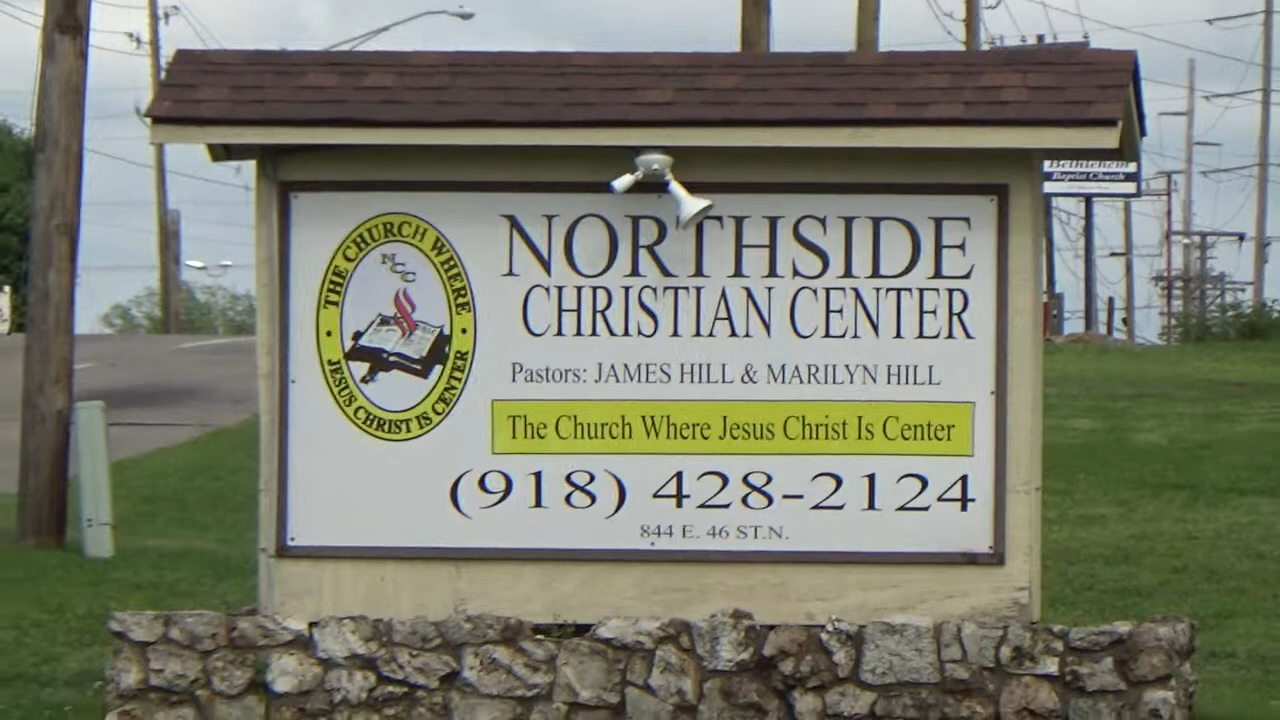 THE CHURCH WHERE
NCC
JESUS CHRIST IS CENTER
NORTHSIDE
CHRISTIAN CENTER
Pastors: JAMES HILL & MARILYN HILL
The Church Where Jesus Christ Is Center
(918) 428-2124
844 E. 46 ST.N.
Bethlehem
Baptist Church